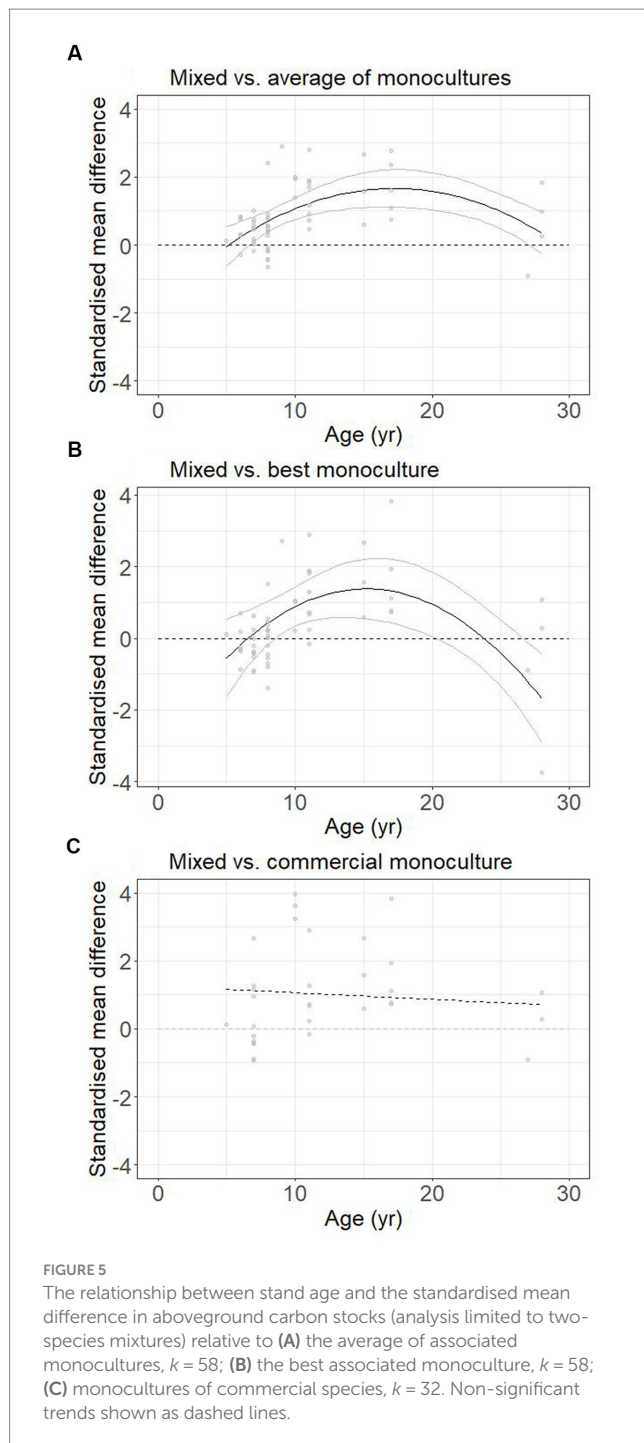 A
Mixed vs. average of monocultures
Standardised mean difference
4
2
0
-2
-4
0 10 20 30
Age (yr)
B
Mixed vs. best monoculture
Standardised mean difference
4
2
0
-2
-4
0 10 20 30
Age (yr)
C
Mixed vs. commercial monoculture
Standardised mean difference
4
2
0
-2
-4
0 10 20 30
Age (yr)
FIGURE 5
The relationship between stand age and the standardised mean
difference in aboveground carbon stocks (analysis limited to two-
species mixtures) relative to (A) the average of associated
monocultures, k = 58; (B) the best associated monoculture, k = 58;
(C) monocultures of commercial species, k = 32. Non-significant
trends shown as dashed lines.